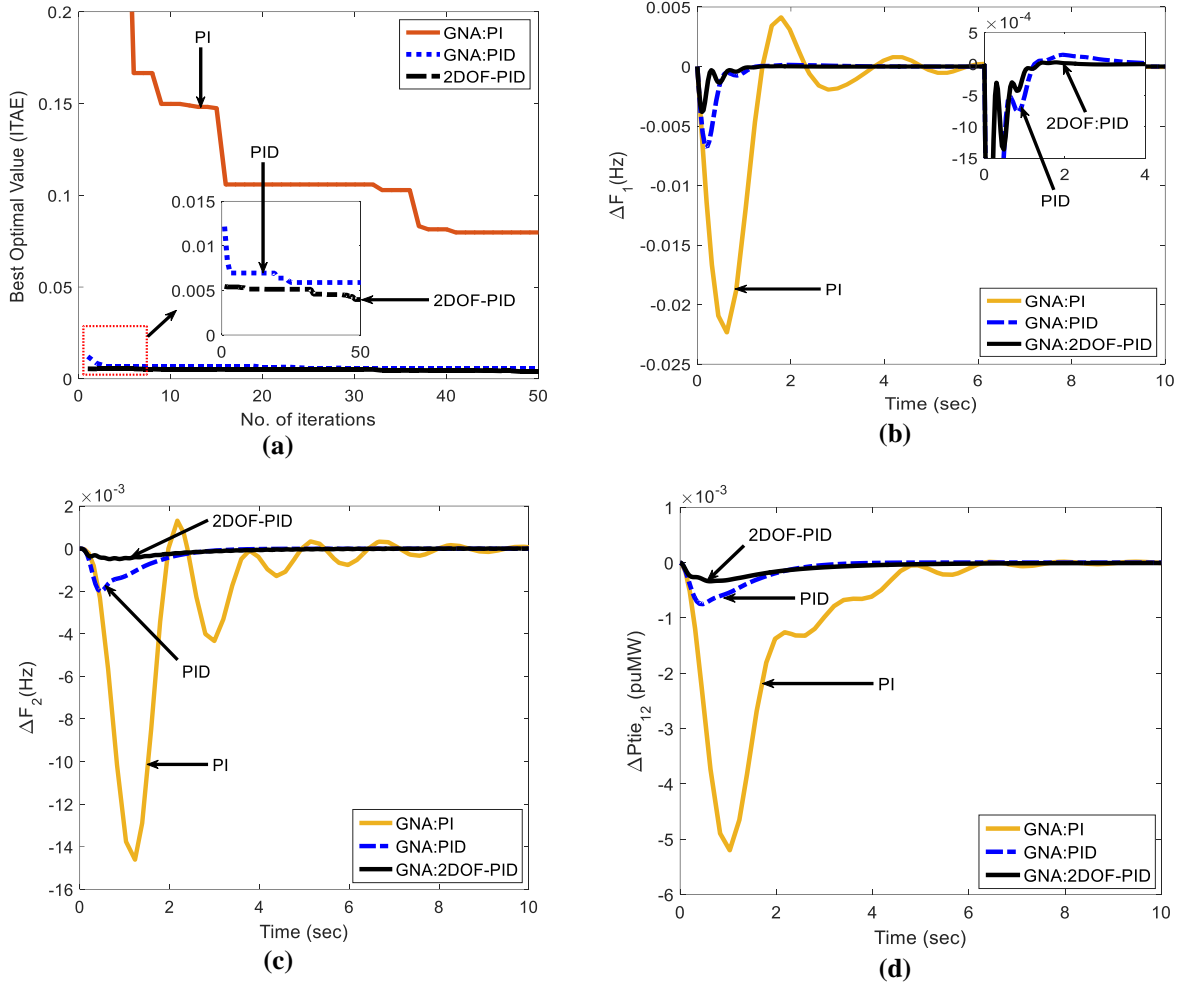 0.2
0.15
0.1
0.05
0
Best Optimal Value (ITAE)
PI
GNA:PI
GNA:PID
2DOF-PID
PID
0.015
0.01
0.005
0
0
50
2DOF-PID
10
20
30
40
50
No. of iterations
(a)
0.005
0
-0.005
-0.01
-0.015
-0.02
-0.025
ΔF1(Hz)
×10-4
5
0
-5
-10
-15
0
2
4
2DOF:PID
PID
PI
GNA:PI
GNA:PID
GNA:2DOF-PID
0
2
4
6
8
10
Time (sec)
(b)
×10-3
2
0
-2
-4
-6
-8
-10
-12
-14
-16
ΔF2(Hz)
2DOF-PID
PID
PI
GNA:PI
GNA:PID
GNA:2DOF-PID
0
2
4
6
8
10
Time (sec)
(c)
×10-3
1
0
-1
-2
-3
-4
-5
-6
ΔPtie12 (puMW)
2DOF-PID
PID
PI
GNA:PI
GNA:PID
GNA:2DOF-PID
0
2
4
6
8
10
Time (sec)
(d)